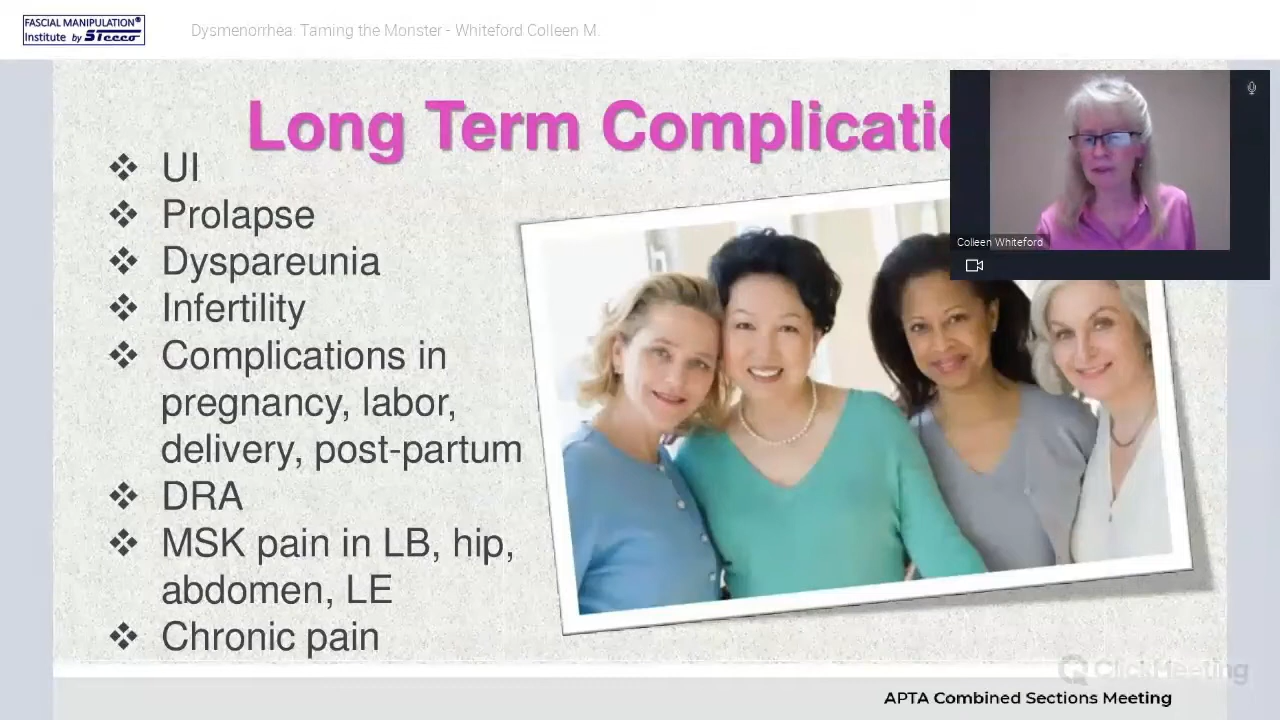 FASCIAL MANIPULATION®
Institute by Stecco
Dysmenorrhea. Taming the Monster - Whiteford Colleen M.
Long Term Complicatio
UI
Prolapse
Dyspareunia
Infertility
Complications in
pregnancy, labor,
delivery, post-partum
DRA
MSK pain in LB, hip,
abdomen, LE
Chronic pain
Colleen Whiteford
ClickMeeting
APTA Combined Sections Meeting